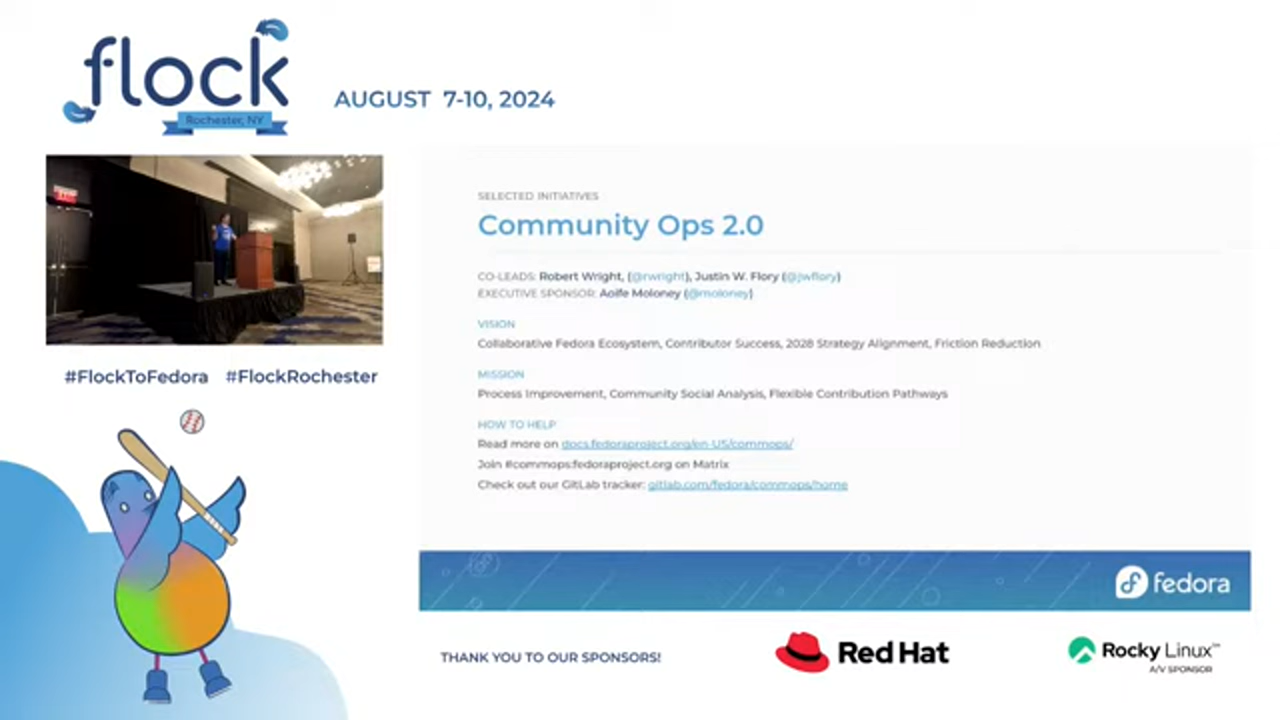 flock
Rochester, NY
AUGUST 7-10, 2024
#FlockToFedora #FlockRochester
SELECTED INITIATIVES
Community Ops 2.0
CO-LEADS: Robert Wright, (@rwright), Justin W. Flory (@jwflory)
EXECUTIVE SPONSOR: Aoife Moloney (@moloney)
VISION
Collaborative Fedora Ecosystem, Contributor Success, 2028 Strategy Alignment, Friction Reduction
MISSION
Process Improvement, Community Social Analysis, Flexible Contribution Pathways
HOW TO HELP
Read more on docs.fedoraproject.org/en-US/commops/
Join #commops:fedoraproject.org on Matrix
Check out our GitLab tracker: gitlab.com/fedora/commops/home
fedora
THANK YOU TO OUR SPONSORS!
Red Hat
Rocky Linux™
A/V SPONSOR